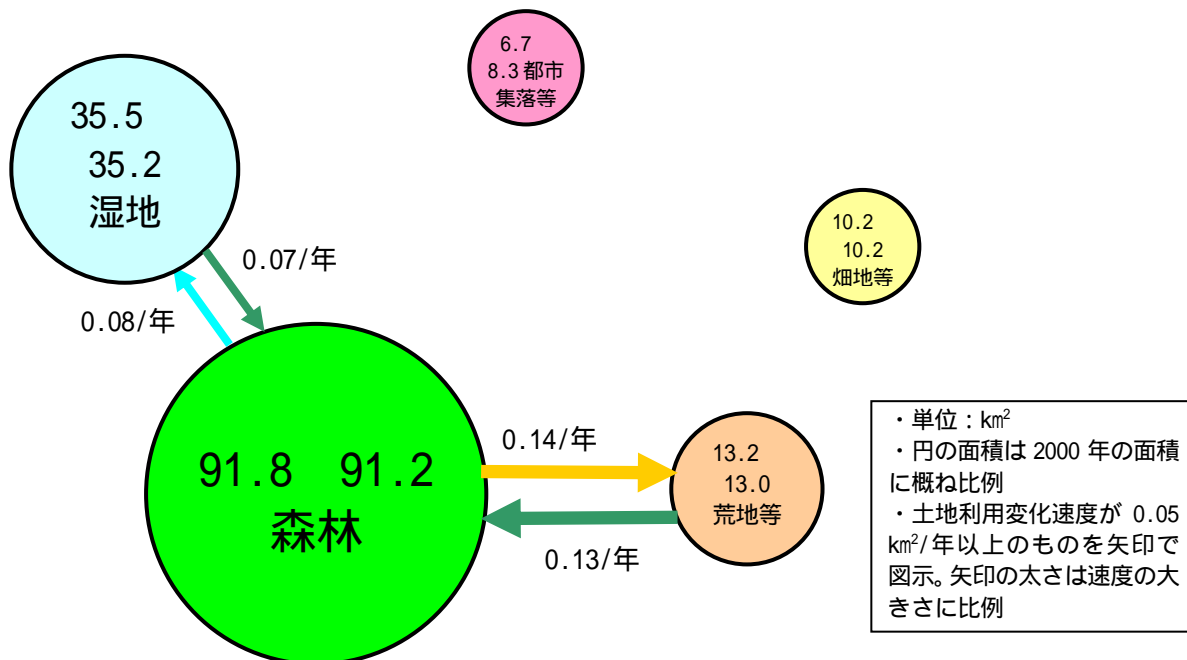 6.7
8.3 都市
集落等
35.5
35.2
湿地
10.2
10.2
畑地等
0.07/年
0.08/年
91.8 91.2
森林
0.14/年
0.13/年
13.2
13.0
荒地等
・単位：km²
・円の面積は 2000 年の面積
に概ね比例
・土地利用変化速度が 0.05
km²/年以上のものを矢印で
図示。矢印の太さは速度の大
きさに比例